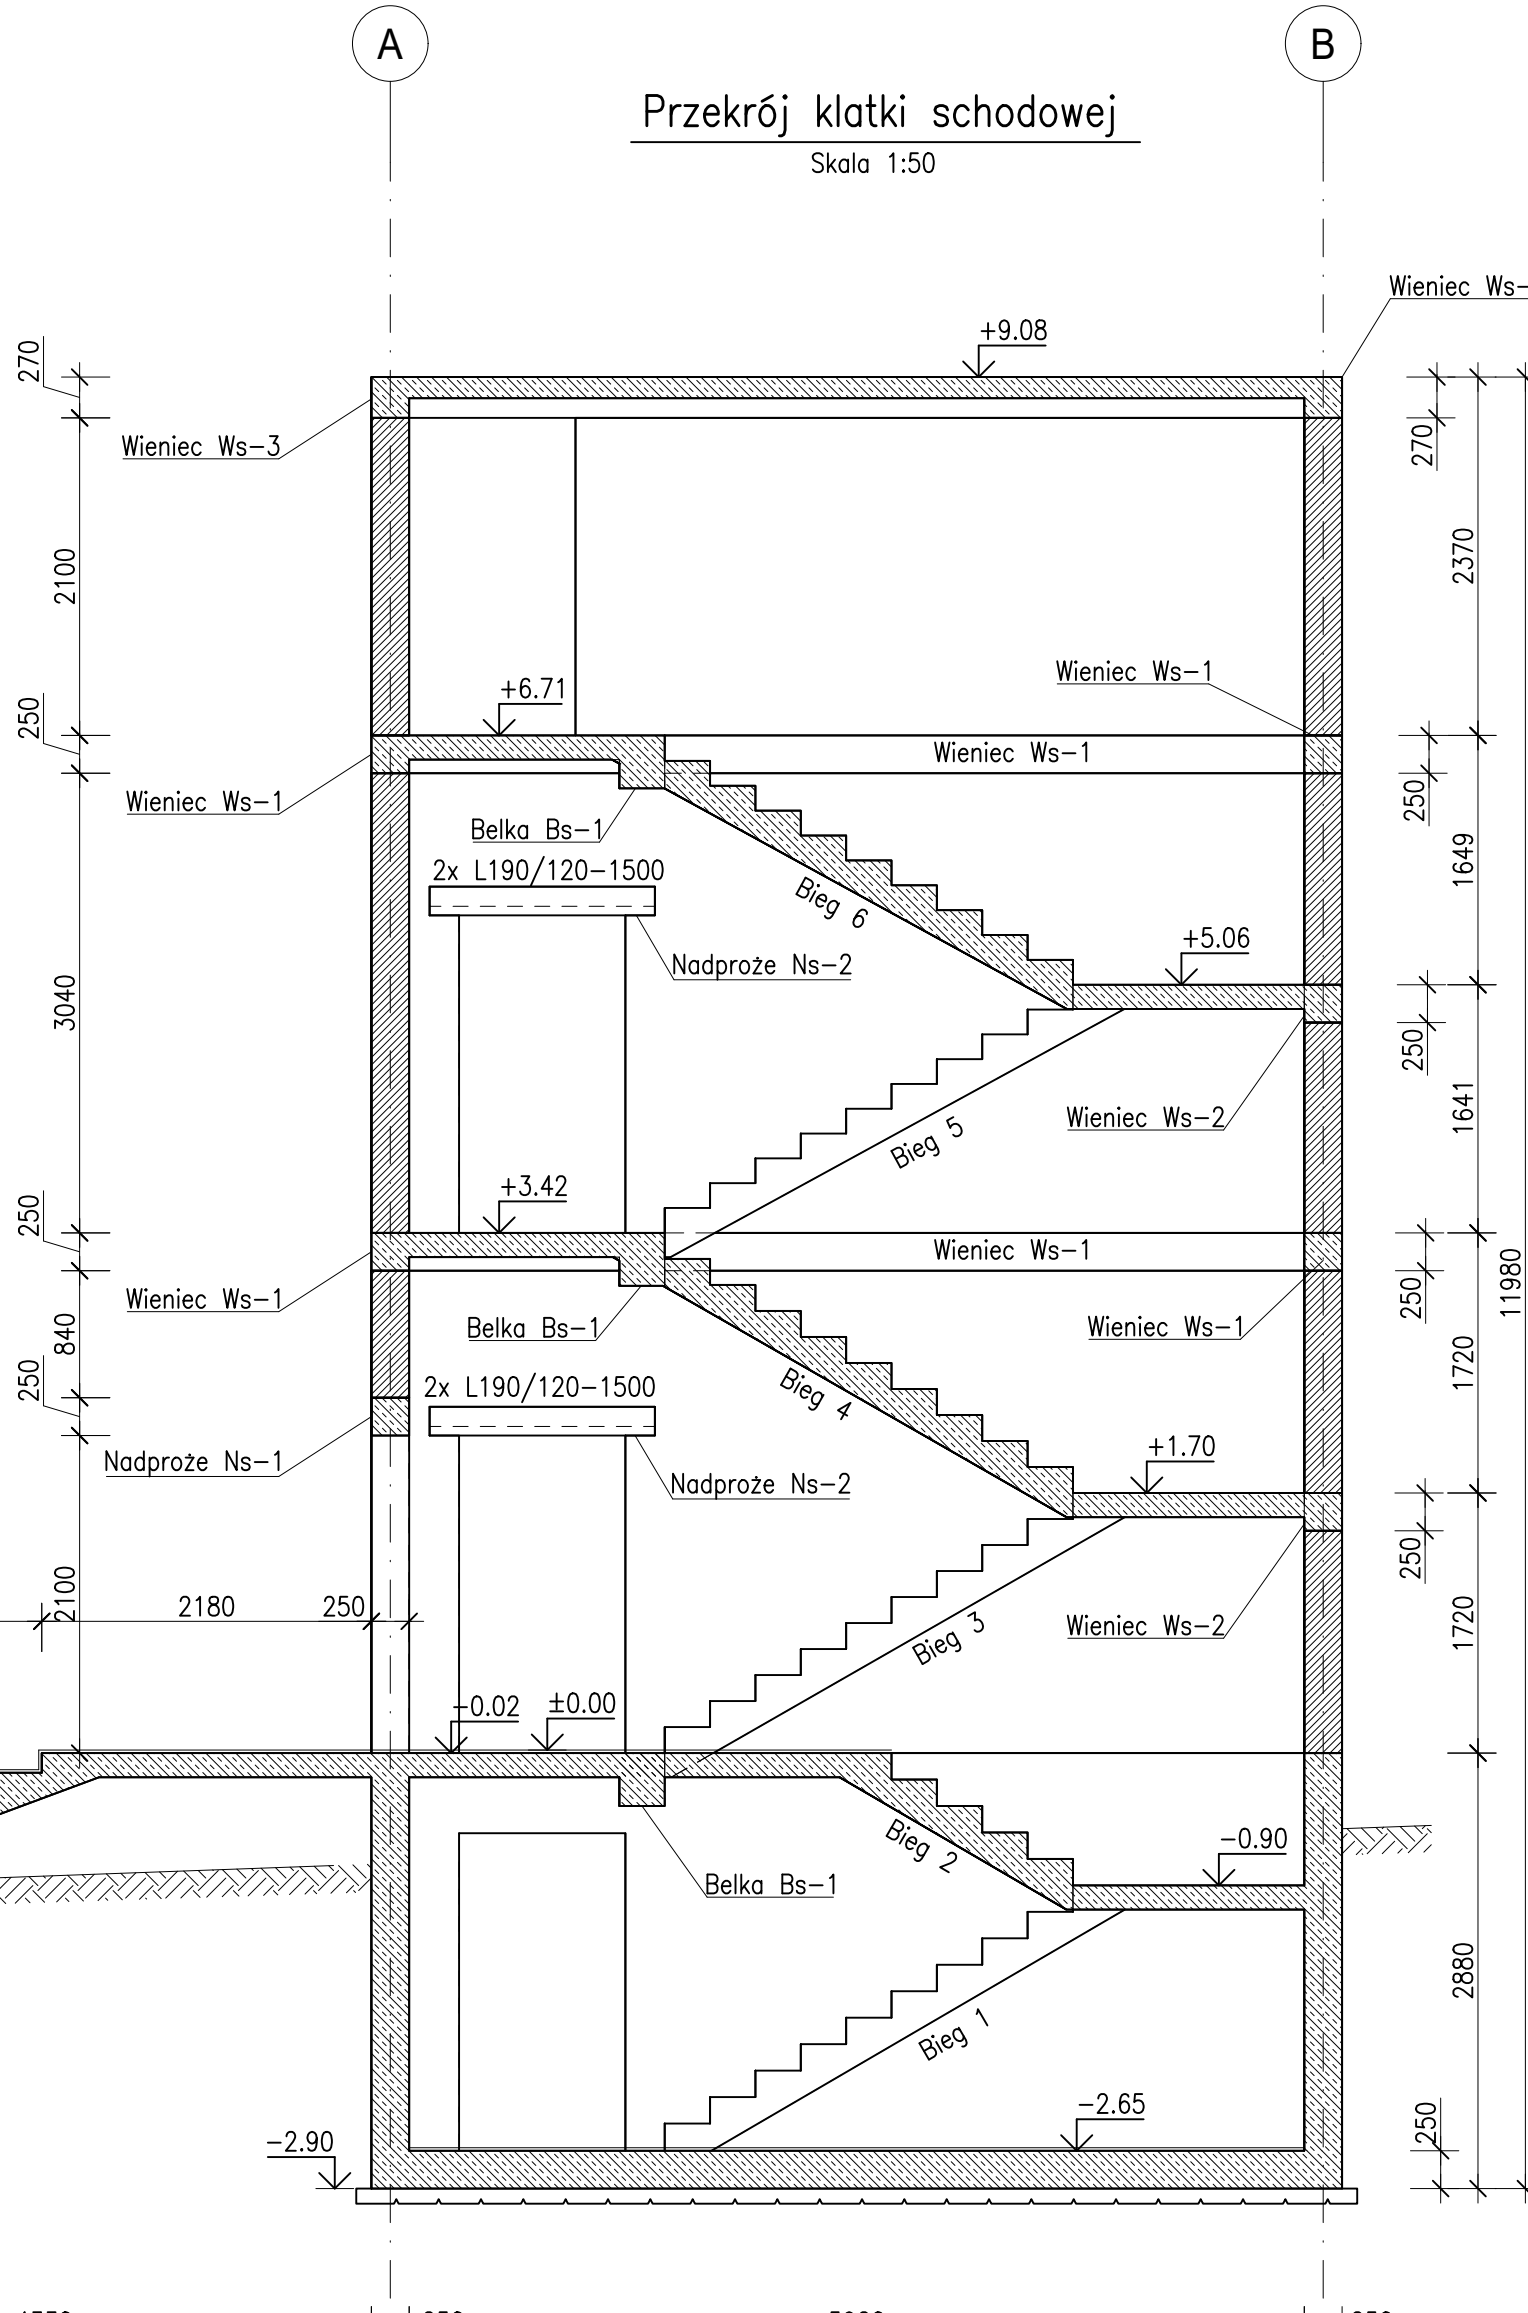 A
B
Przekrój klatki schodowej
Skala 1:50
Wieniec Ws-
+9.08
270
270
Wieniec Ws-3
2100
2370
Wieniec Ws-1
+6.71
250
Wieniec Ws-1
250
Wieniec Ws-1
Belka Bs-1
1649
2x L190/120-1500
Bieg 6
+5.06
Nadproże Ns-2
3040
250
Wieniec Ws-2
1641
Bieg 5
+3.42
250
Wieniec Ws-1
250
11980
Wieniec Ws-1
Belka Bs-1
Wieniec Ws-1
840
1720
250
2x L190/120-1500
Bieg 4
+1.70
Nadproże Ns-1
Nadproże Ns-2
250
2100
2180
250
Wieniec Ws-2
1720
Bieg 3
-0.02
±0.00
Bieg 2
-0.90
Belka Bs-1
2880
Bieg 1
-2.65
250
-2.90